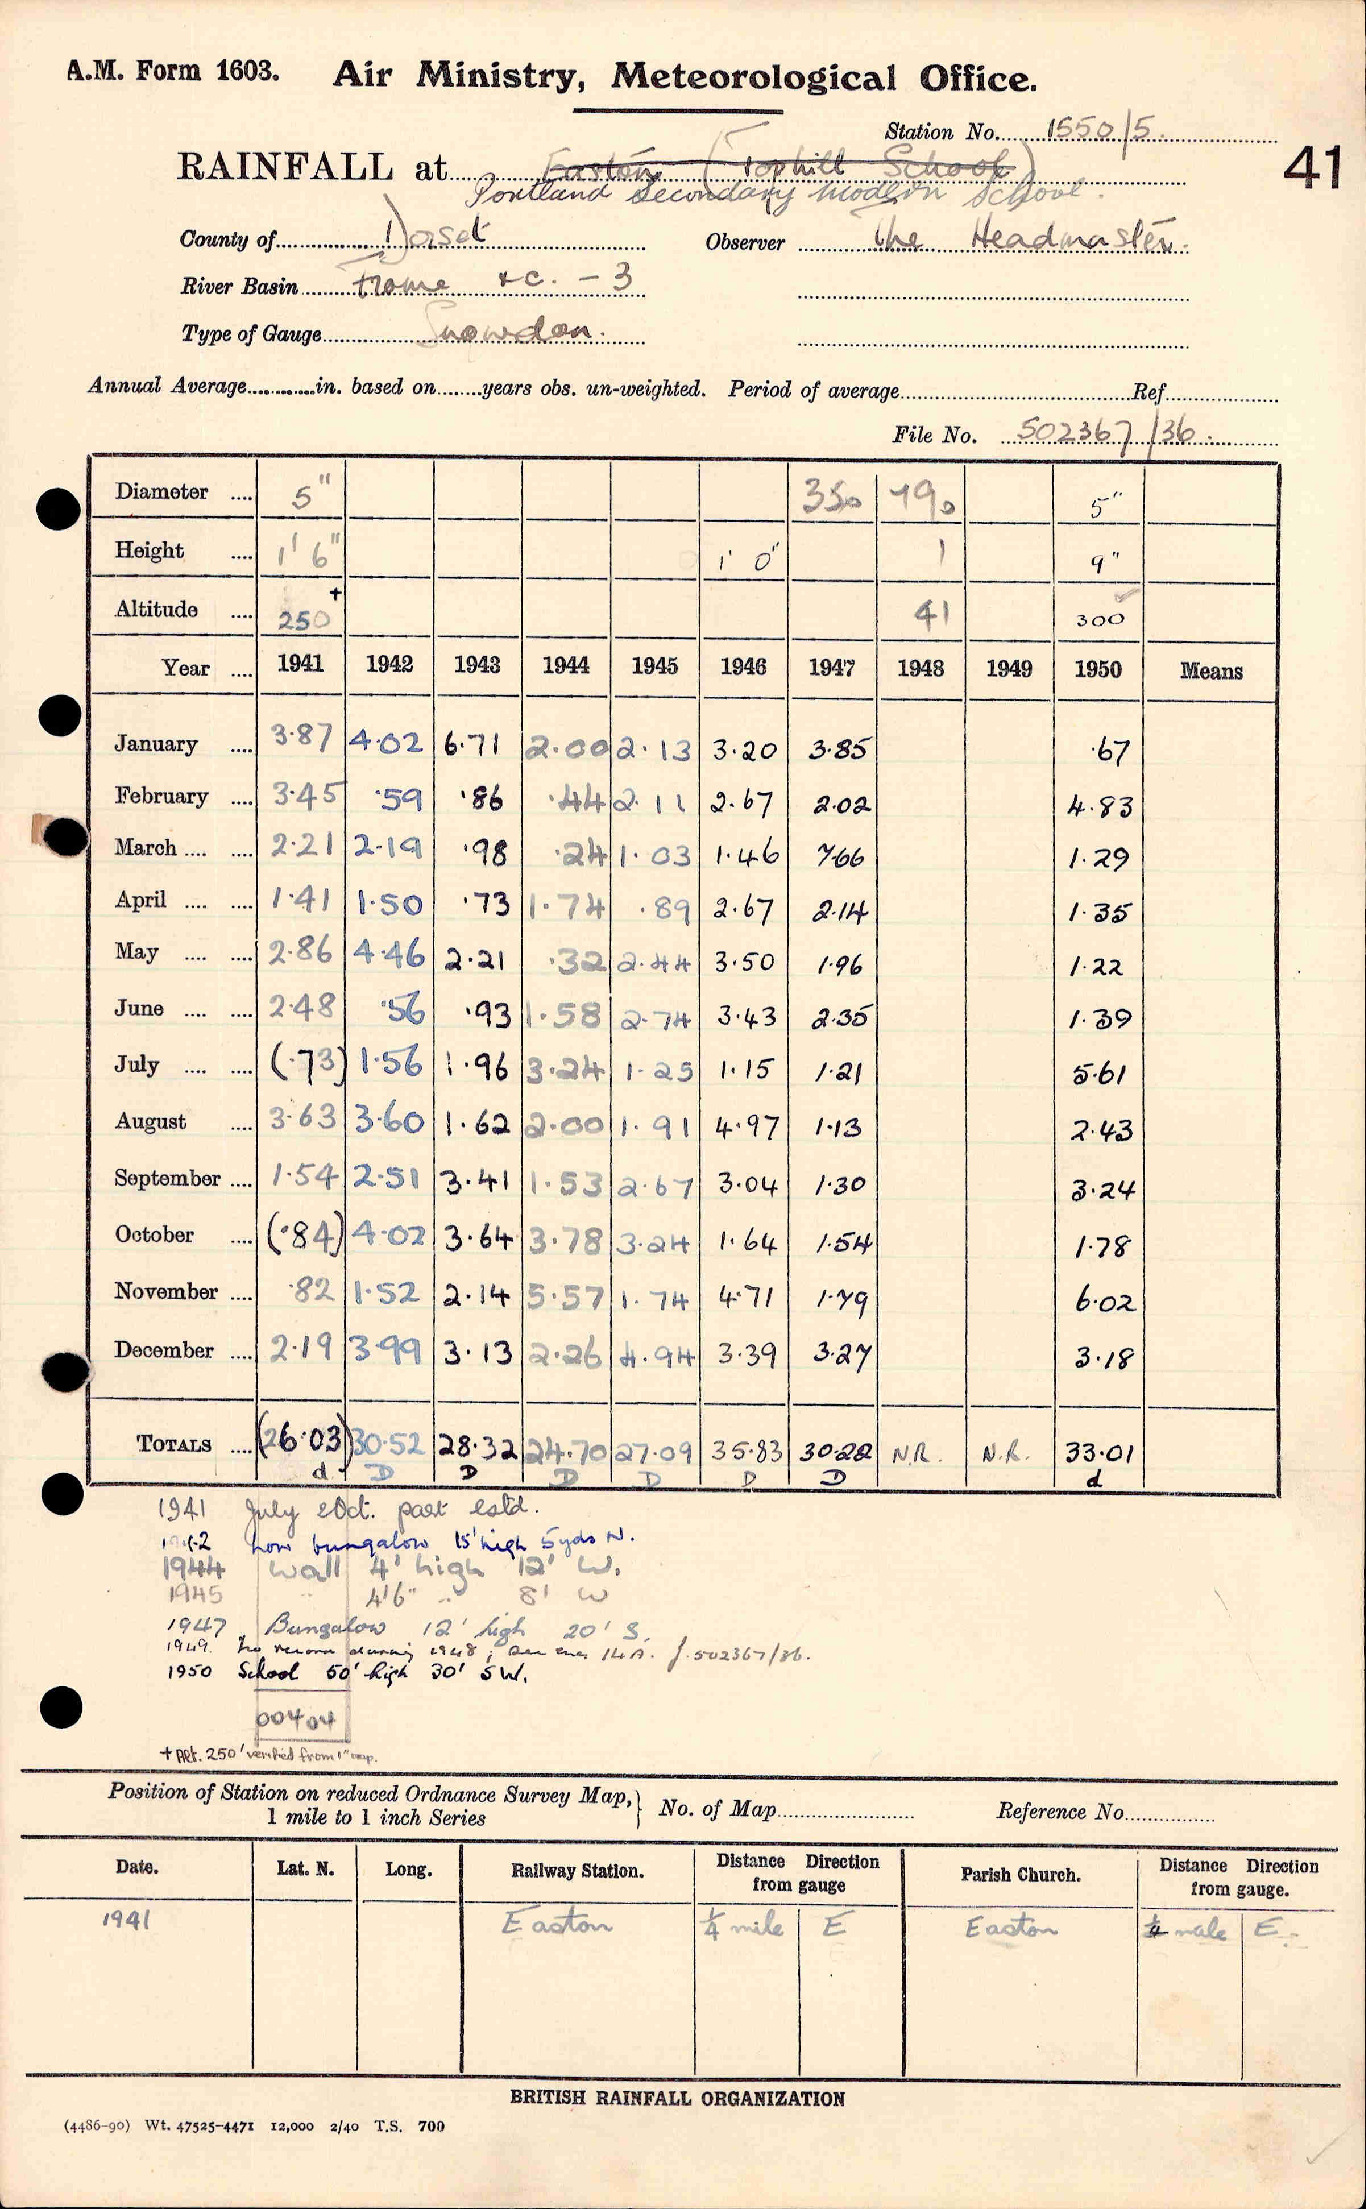 A.M. Form 1603. Air Ministry, Meteorological Office.
Station No. 1550/5.
41
RAINFALL at Easton (Tophill School)
Portland Secondary Modern School.
County of Dorset Observer The Headmaster.
River Basin Frome &c. - 3
Type of Gauge Snowdon.
Annual Average............in. based on........years obs. un-weighted. Period of average Ref.
File No. 502367/36.
Diameter .... 5" 350 790 5"
Height .... 1' 6" 1' 0" 1 9"
Altitude .... 250 + 41 300
Year .... 1941 1942 1943 1944 1945 1946 1947 1948 1949 1950 Means
January .... 3·87 4·02 6·71 2·00 2·13 3·20 3·85 ·67
February .... 3·45 ·59 ·86 ·44 2·11 2·67 2·02 4·83
March .... .... 2·21 2·19 ·98 ·24 1·03 1·46 7·66 1·29
April .... .... 1·41 1·50 ·73 1·74 ·89 2·67 2·14 1·35
May .... .... 2·86 4·46 2·21 ·32 2·44 3·50 1·96 1·22
June .... .... 2·48 ·56 ·93 1·58 2·74 3·43 2·35 1·39
July .... .... (·73) 1·56 1·96 3·24 1·25 1·15 1·21 5·61
August .... 3·63 3·60 1·62 2·00 1·91 4·97 1·13 2·43
September .... 1·54 2·51 3·41 1·53 2·67 3·04 1·30 3·24
October .... (·84) 4·02 3·64 3·78 3·24 1·64 1·54 1·78
November .... ·82 1·52 2·14 5·57 1·74 4·71 1·79 6·02
December .... 2·19 3·99 3·13 2·26 4·94 3·39 3·27 3·18
TOTALS .... (26·03) 30·52 28·32 24·70 27·09 35·83 30·22 N.R. N.R. 33·01
d D D D D D D d
1941 July & Oct. part estd.
1942 bungalow 15' high 5 yds N.
1944 Wall 4' high 12' W.
1945 " 4'6" " 8' W
1947 Bungalow 12' high 20' S.
1949. No record during 1948; 14A. f. 502367/36.
1950 School 50' high 30' SW.
00404
+ Alt. 250' verified from 1" map.
Position of Station on reduced Ordnance Survey Map,
1 mile to 1 inch Series } No. of Map Reference No.
Date. Lat. N. Long. Railway Station. Distance Direction from gauge Parish Church. Distance Direction from gauge.
1941 Easton ¼ mile E Easton ¼ mile E
BRITISH RAINFALL ORGANIZATION
(4486-90) Wt. 47525-4471 12,000 2/40 T.S. 700